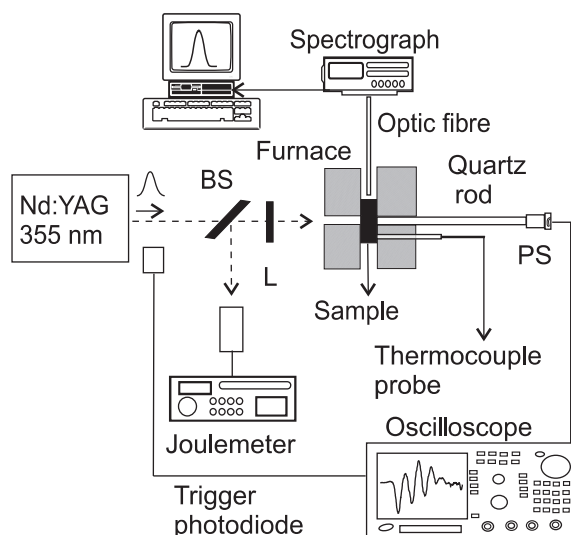 Spectrograph
Optic fibre
Furnace
Quartz
rod
BS
Nd:YAG
355 nm
L
PS
Sample
Thermocouple
probe
Joulemeter
Oscilloscope
Trigger
photodiode